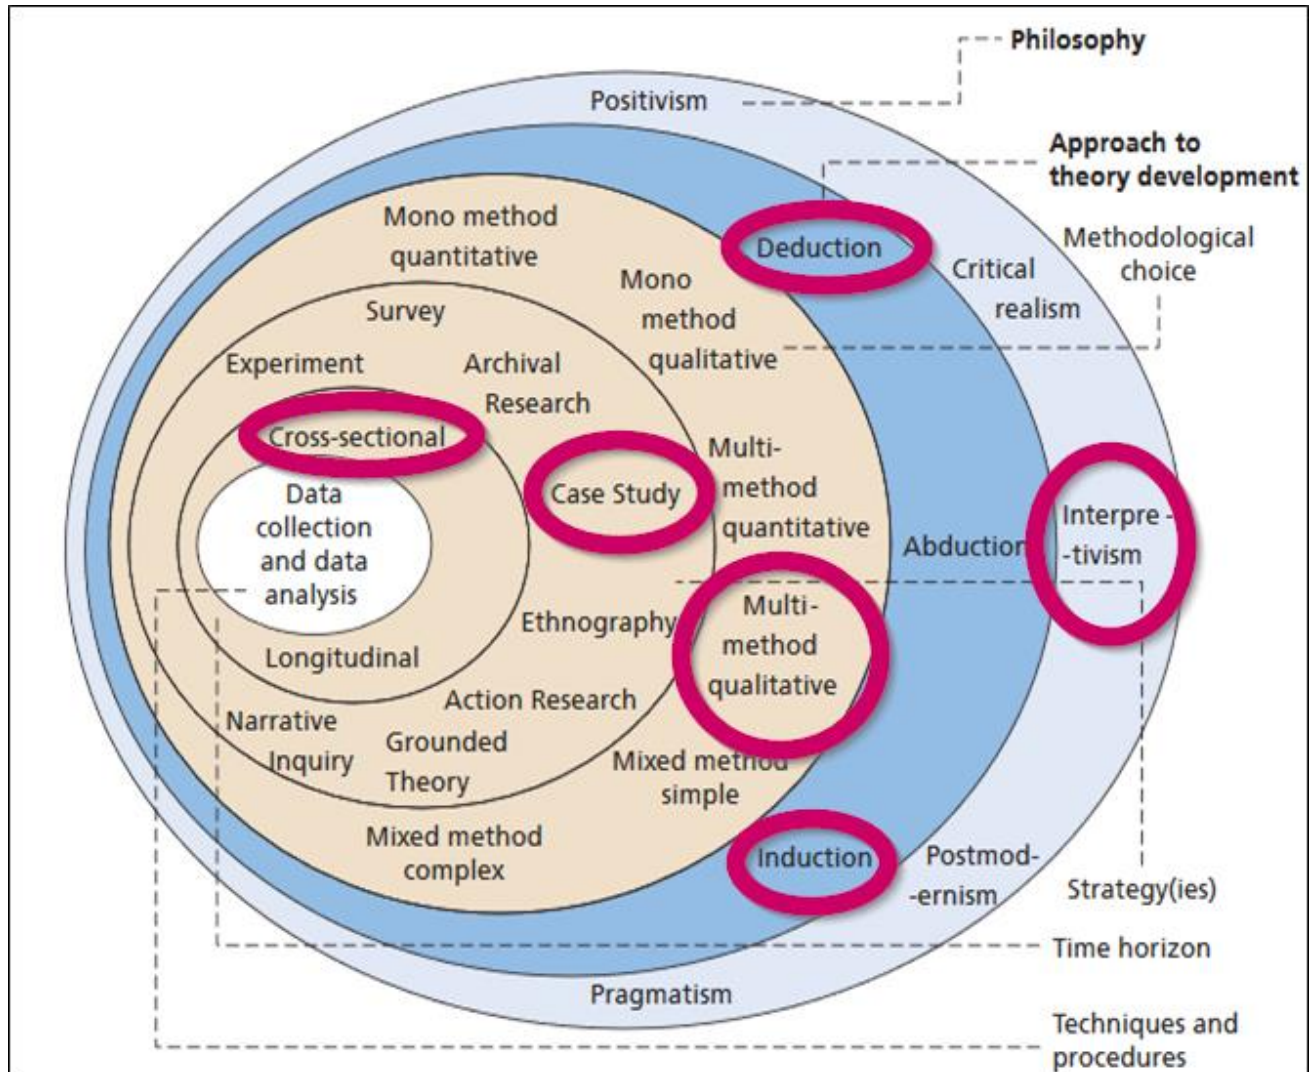 Philosophy
Positivism
Approach to
theory development
Mono method
quantitative
Deduction
Methodological
choice
Critical
realism
Mono
method
qualitative
Survey
Experiment
Archival
Research
Cross-sectional
Multi-
-method
quantitative
Case Study
Data
collection
and data
analysis
Interpre -
-tivism
Abduction
Multi-
method
qualitative
Ethnography
Longitudinal
Action Research
Narrative
Inquiry
Grounded
Theory
Mixed method
simple
Mixed method
complex
Induction
Postmod-
-ernism
Strategy(ies)
Time horizon
Pragmatism
Techniques and
procedures